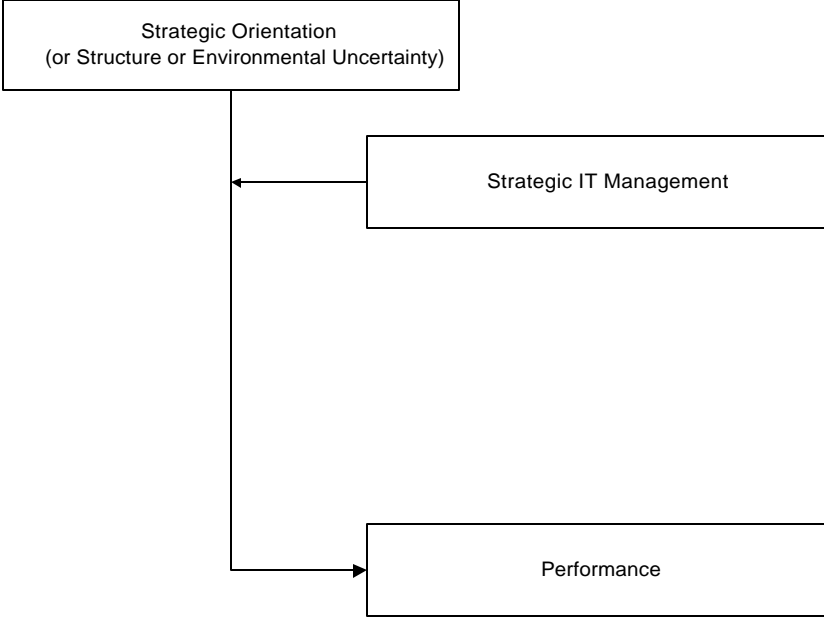 Strategic Orientation
(or Structure or Environmental Uncertainty)
Strategic IT Management
Performance